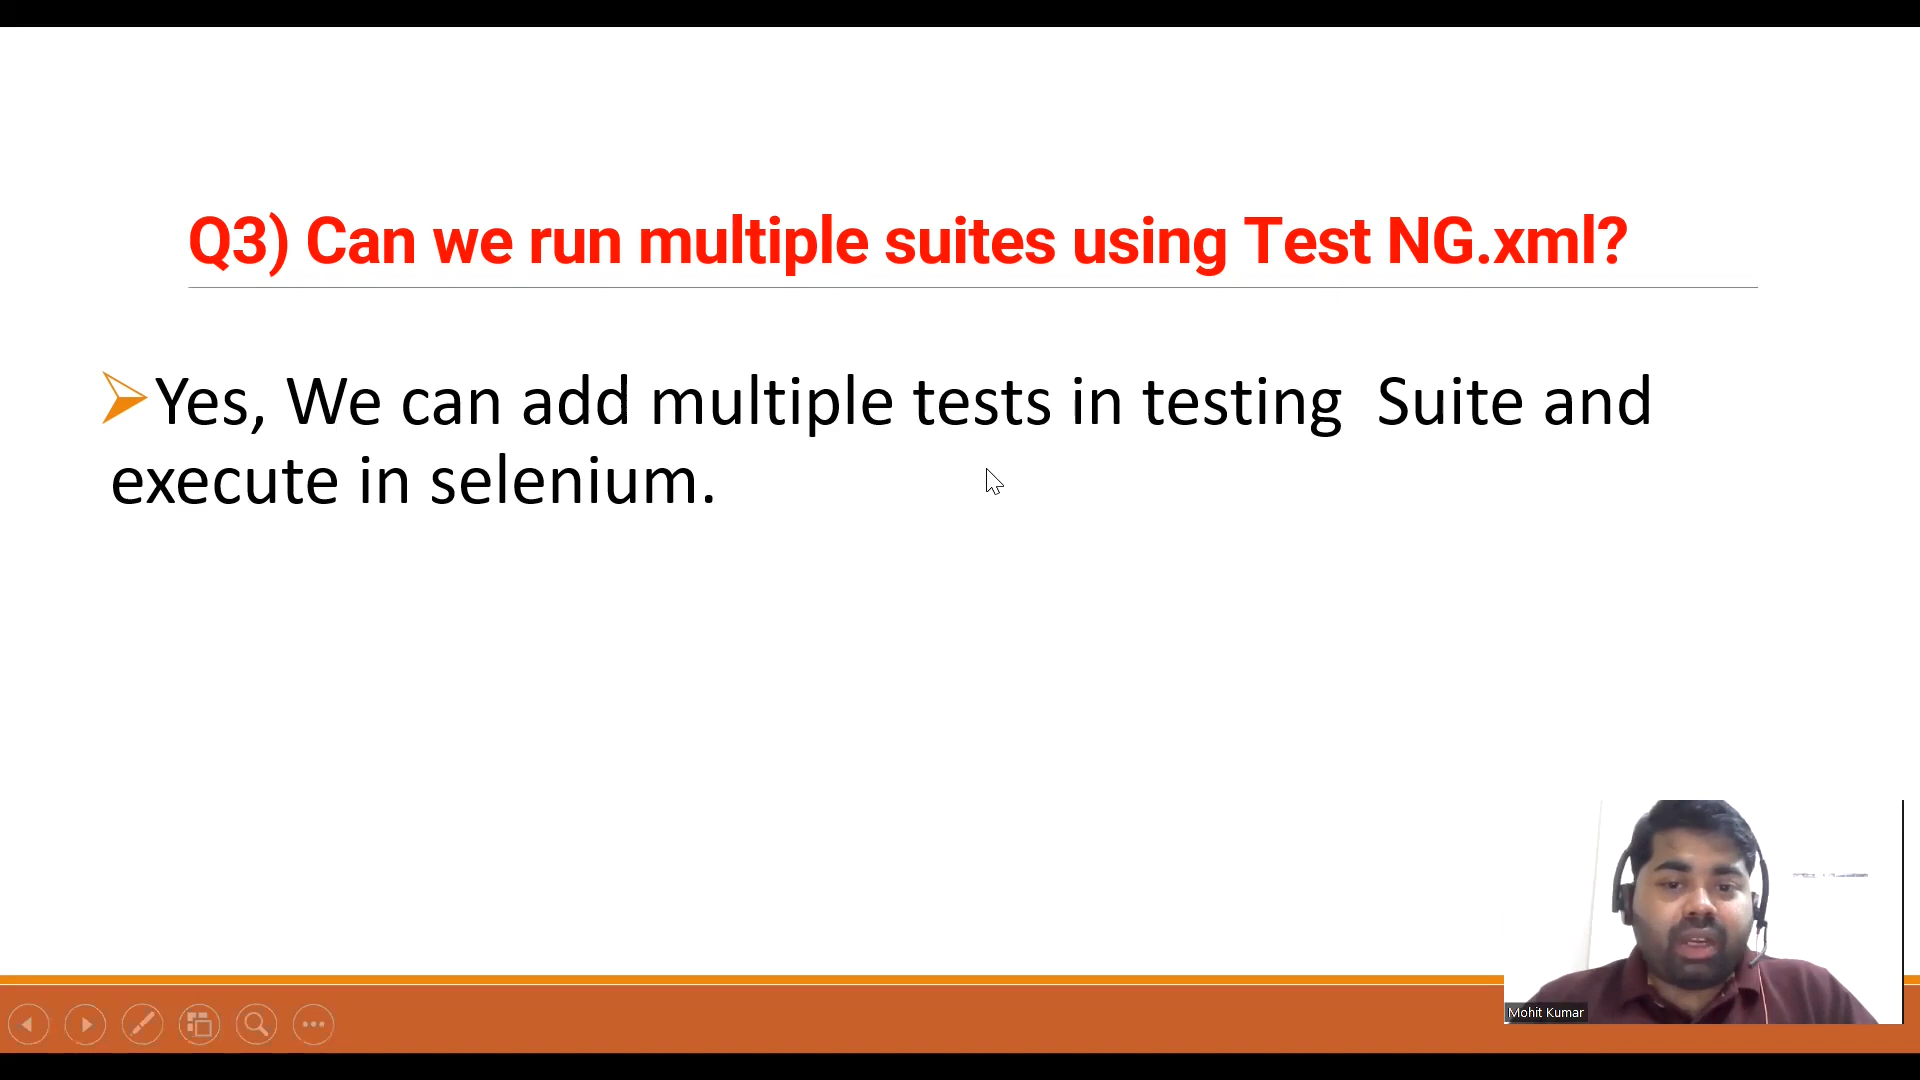 Q3) Can we run multiple suites using Test NG.xml?
Yes, We can add multiple tests in testing  Suite and
execute in selenium.
Mohit Kumar